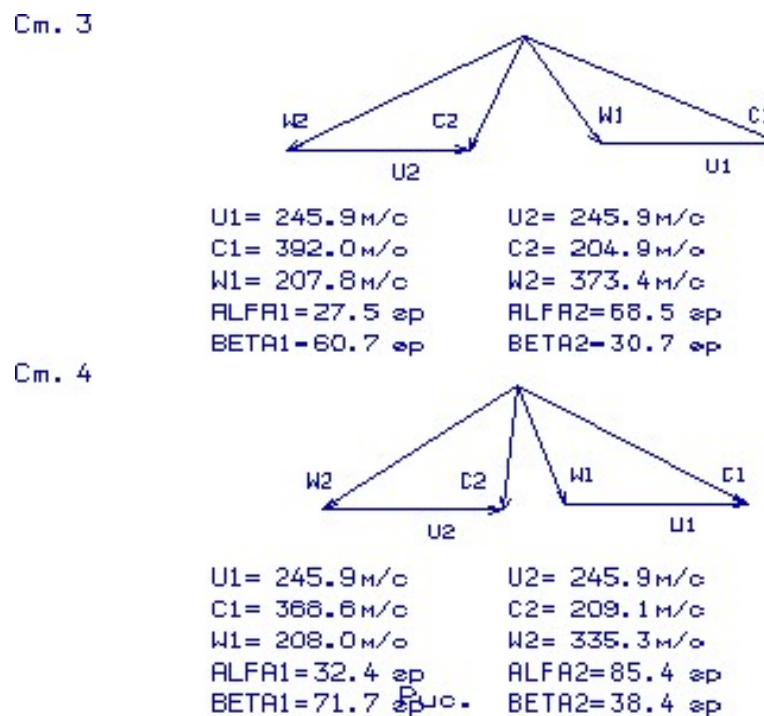 Ст. 3
W2 C2 W1 C1
U2 U1
U1= 245.9м/с U2= 245.9м/с
C1= 392.0м/с C2= 204.9м/с
W1= 207.8м/с W2= 373.4м/с
ALFA1=27.5 гр ALFA2=68.5 гр
BETA1=60.7 гр BETA2=30.7 гр
Ст. 4
W2 C2 W1 C1
U2 U1
U1= 245.9м/с U2= 245.9м/с
C1= 368.6м/с C2= 209.1м/с
W1= 208.0м/с W2= 335.3м/с
ALFA1=32.4 гр ALFA2=85.4 гр
BETA1=71.7 гр Рис. BETA2=38.4 гр